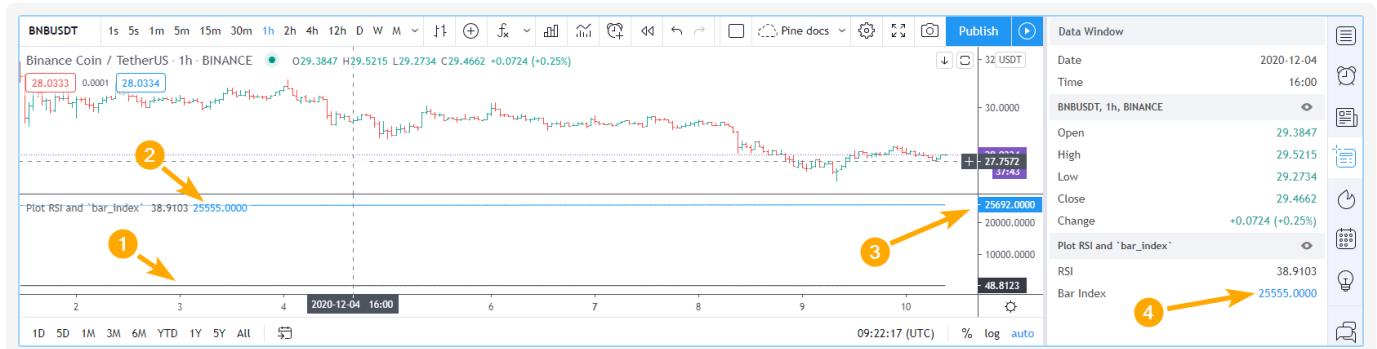 BNBUSDT 1s 5s 1m 5m 15m 30m 1h 2h 4h 12h D W M Pine docs Publish
Binance Coin / TetherUS · 1h · BINANCE O29.3847 H29.5215 L29.2734 C29.4662 +0.0724 (+0.25%)
32 USDT
28.0333 0.0001 28.0334
30.0000
2
27.7572
37:43
Plot RSI and `bar_index` 38.9103 25555.0000
25692.0000
20000.0000
1
3
10000.0000
48.8123
2 3 4 2020-12-04 16:00 6 7 8 9 10
1D 5D 1M 3M 6M YTD 1Y 5Y All 09:22:17 (UTC) % log auto
Data Window
Date 2020-12-04
Time 16:00
BNBUSDT, 1h, BINANCE
Open 29.3847
High 29.5215
Low 29.2734
Close 29.4662
Change +0.0724 (+0.25%)
Plot RSI and `bar_index`
RSI 38.9103
Bar Index 25555.0000
4